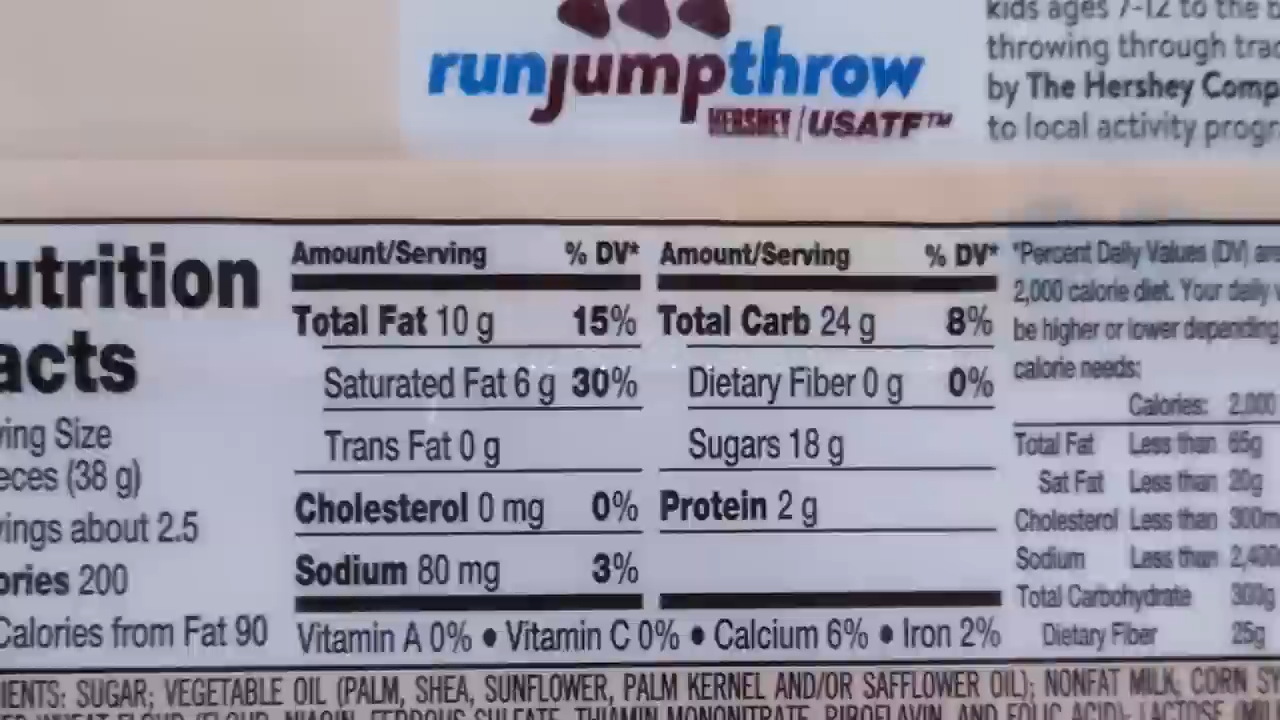 kids ages 7-12 to the b
throwing through trac
by The Hershey Comp
to local activity progr
runjumpthrow
HERSHEY / USATF™
utrition
acts
ving Size
eces (38 g)
vings about 2.5
ories 200
Calories from Fat 90
Amount/Serving % DV*
Total Fat 10 g 15%
Saturated Fat 6 g 30%
Trans Fat 0 g
Cholesterol 0 mg 0%
Sodium 80 mg 3%
Amount/Serving % DV*
Total Carb 24 g 8%
Dietary Fiber 0 g 0%
Sugars 18 g
Protein 2 g
Vitamin A 0% • Vitamin C 0% • Calcium 6% • Iron 2%
*Percent Daily Values (DV) are
2,000 calorie diet. Your daily v
be higher or lower depending
calorie needs:
Calories: 2,000
Total Fat Less than 65g
Sat Fat Less than 20g
Cholesterol Less than 300m
Sodium Less than 2,400
Total Carbohydrate 300g
Dietary Fiber 25g
IENTS: SUGAR; VEGETABLE OIL (PALM, SHEA, SUNFLOWER, PALM KERNEL AND/OR SAFFLOWER OIL); NONFAT MILK; CORN SY
WHEAT FLOUR (FLOUR, NIACIN, FERROUS SULFATE, THIAMIN MONONITRATE, RIBOFLAVIN, AND FOLIC ACID); LACTOSE (MIL